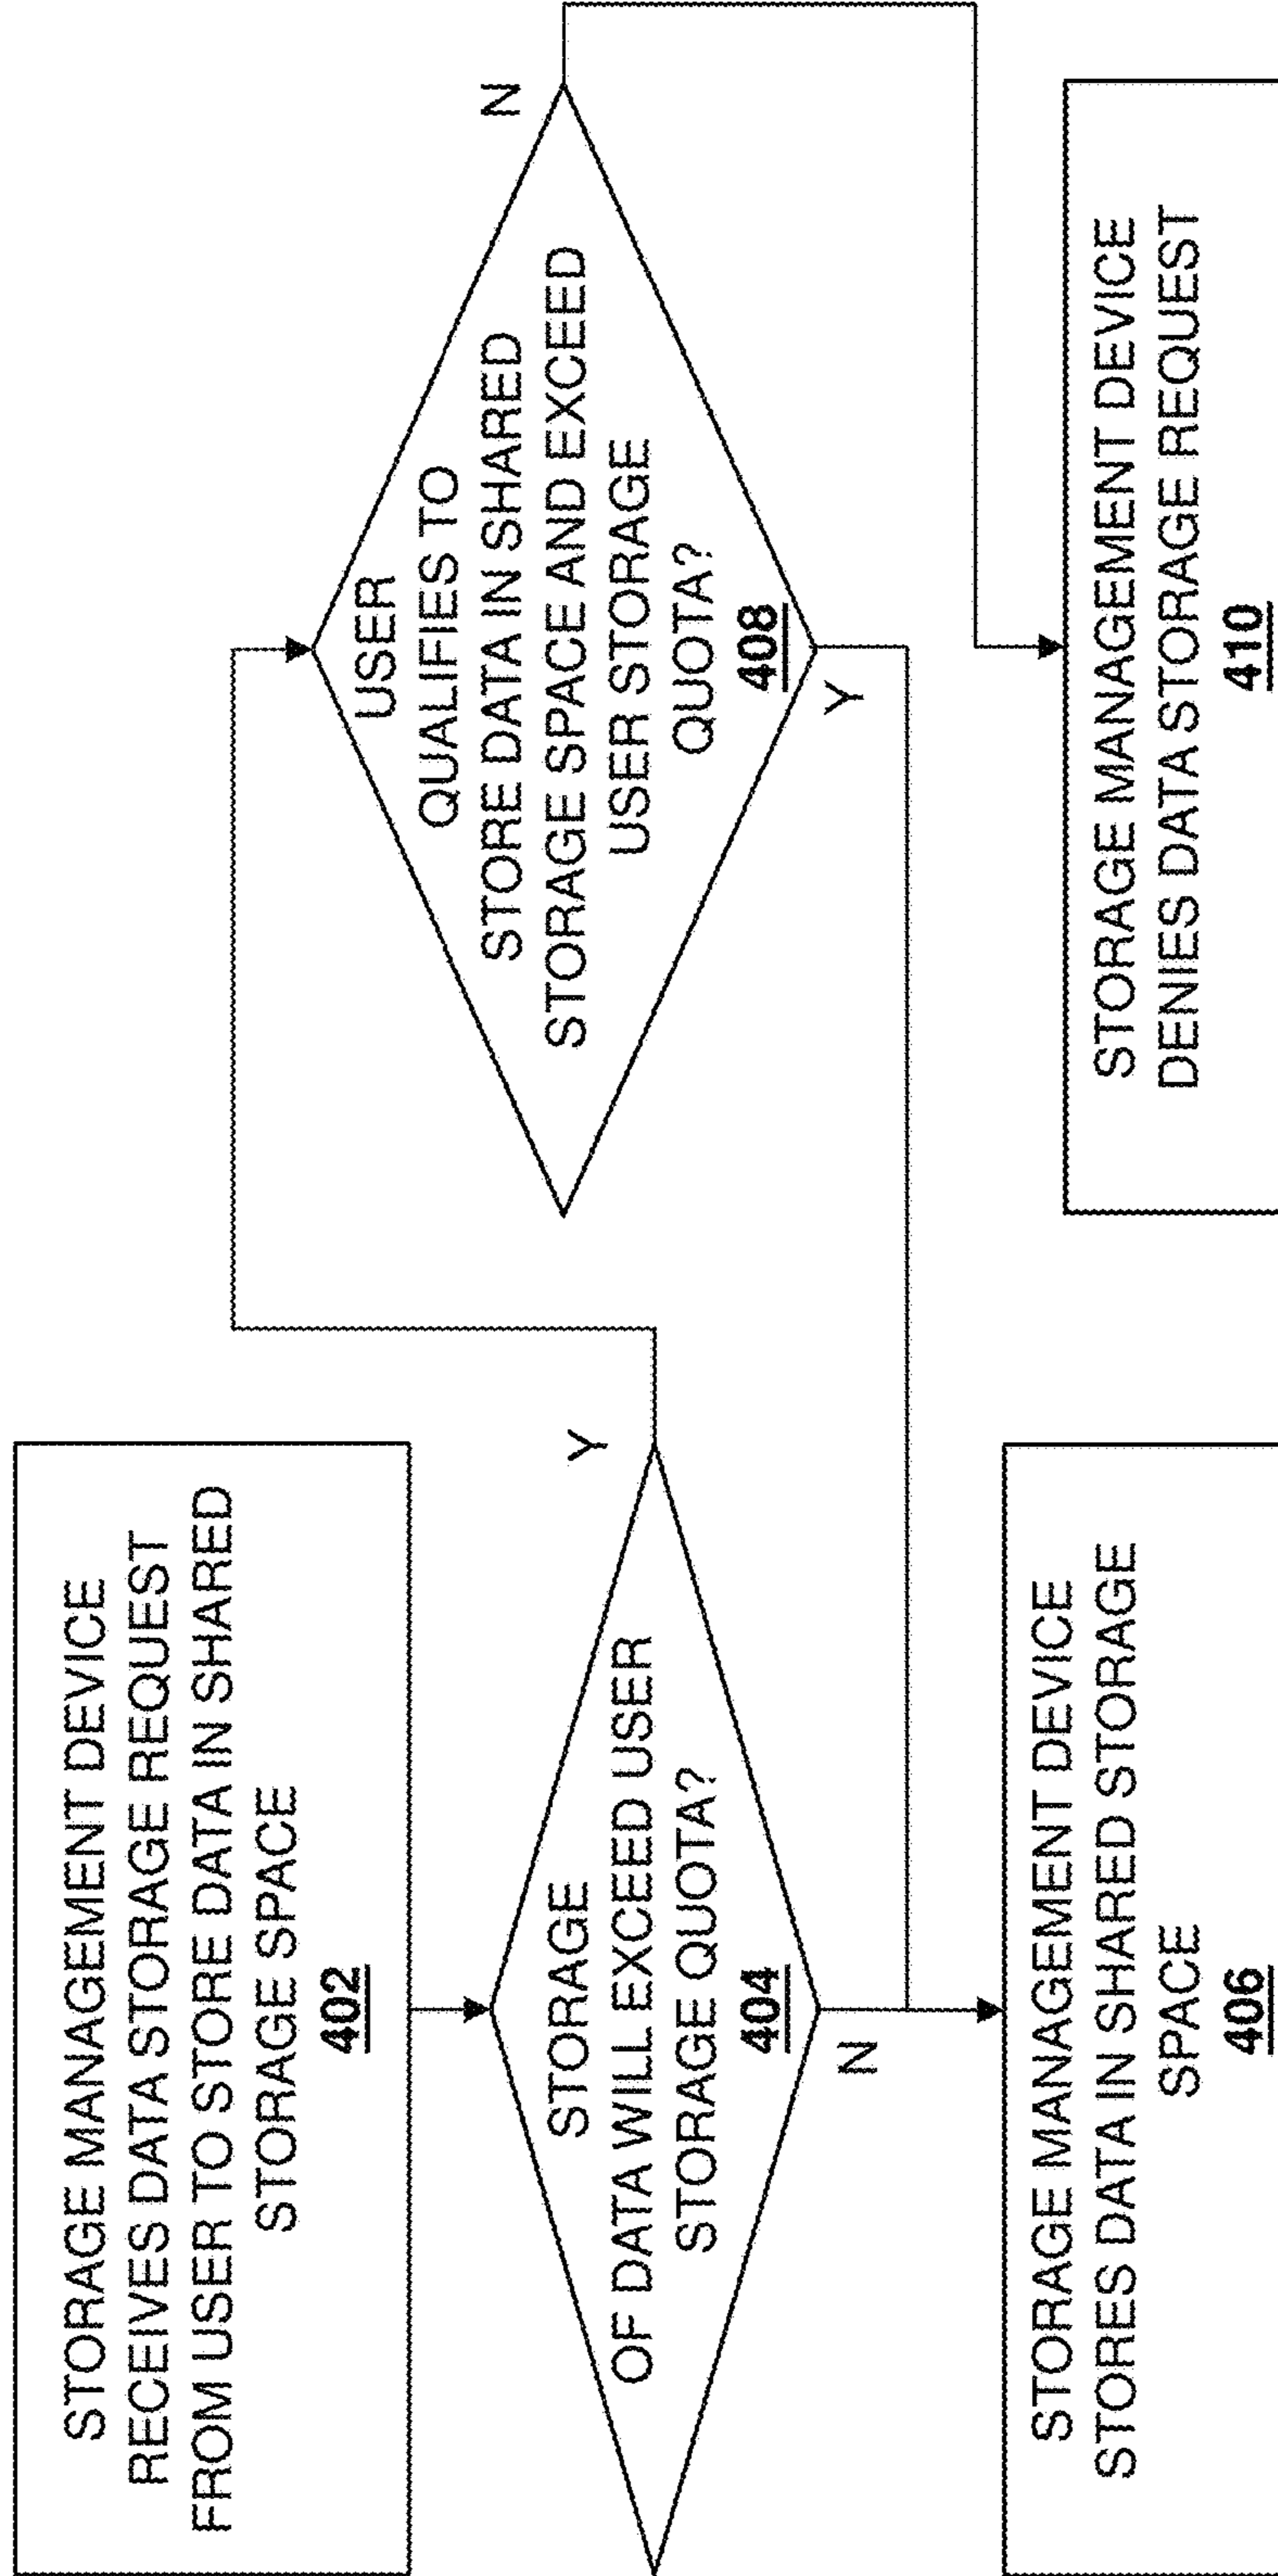 STORAGE MANAGEMENT DEVICE
RECEIVES DATA STORAGE REQUEST
FROM USER TO STORE DATA IN SHARED
STORAGE SPACE
402
STORAGE
OF DATA WILL EXCEED USER
STORAGE QUOTA?
404
Y
N
STORAGE MANAGEMENT DEVICE
STORES DATA IN SHARED STORAGE
SPACE
406
USER
QUALIFIES TO
STORE DATA IN SHARED
STORAGE SPACE AND EXCEED
USER STORAGE
QUOTA?
408
N
Y
STORAGE MANAGEMENT DEVICE
DENIES DATA STORAGE REQUEST
410